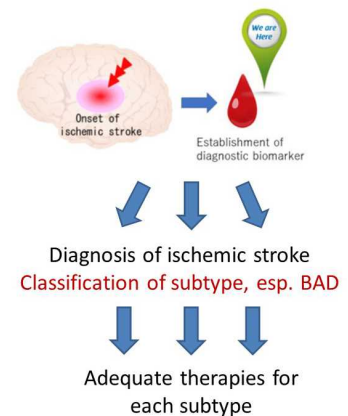 We are
Here
Onset of
ischemic stroke
Establishment of
diagnostic biomarker
Diagnosis of ischemic stroke
Classification of subtype, esp. BAD
Adequate therapies for
each subtype